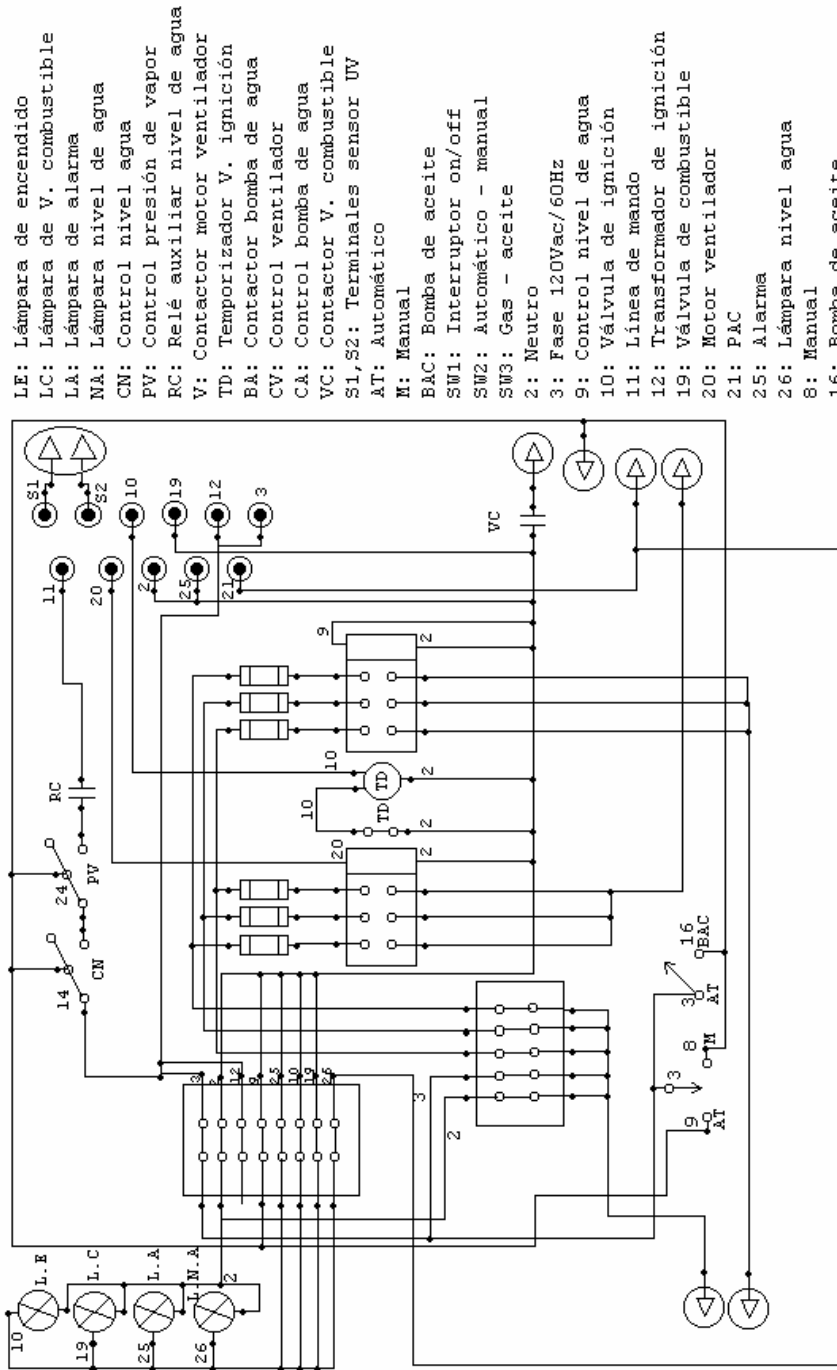 LE: Lámpara de encendido
LC: Lámpara de V. combustible
LA: Lámpara de alarma
NA: Lámpara nivel de agua
CN: Control nivel agua
PV: Control presión de vapor
RC: Relé auxiliar nivel de agua
V: Contactor motor ventilador
TD: Temporizador V. ignición
BA: Contactor bomba de agua
CV: Control ventilador
CA: Control bomba de agua
VC: Contactor V. combustible
S1,S2: Terminales sensor UV
AT: Automático
M: Manual
BAC: Bomba de aceite
SW1: Interruptor on/off
SW2: Automático - manual
SW3: Gas - aceite
2: Neutro
3: Fase 120Vac/60Hz
9: Control nivel de agua
10: Válvula de ignición
11: Línea de mando
12: Transformador de ignición
19: Válvula de combustible
20: Motor ventilador
21: PAC
25: Alarma
26: Lámpara nivel agua
8: Manual
16: Bomba de aceite
S1
S2
10
19
12
3
11
20
2
25
21
RC
24
PV
14
CN
VC
9
2
10
TD
2
10
TD
2
20
2
3
12
9
25
10
19
26
3
2
16
BAC
3
AT
8
M
3
9
AT
L.E
L.C
L.A
L.N.A
2
10
19
25
26